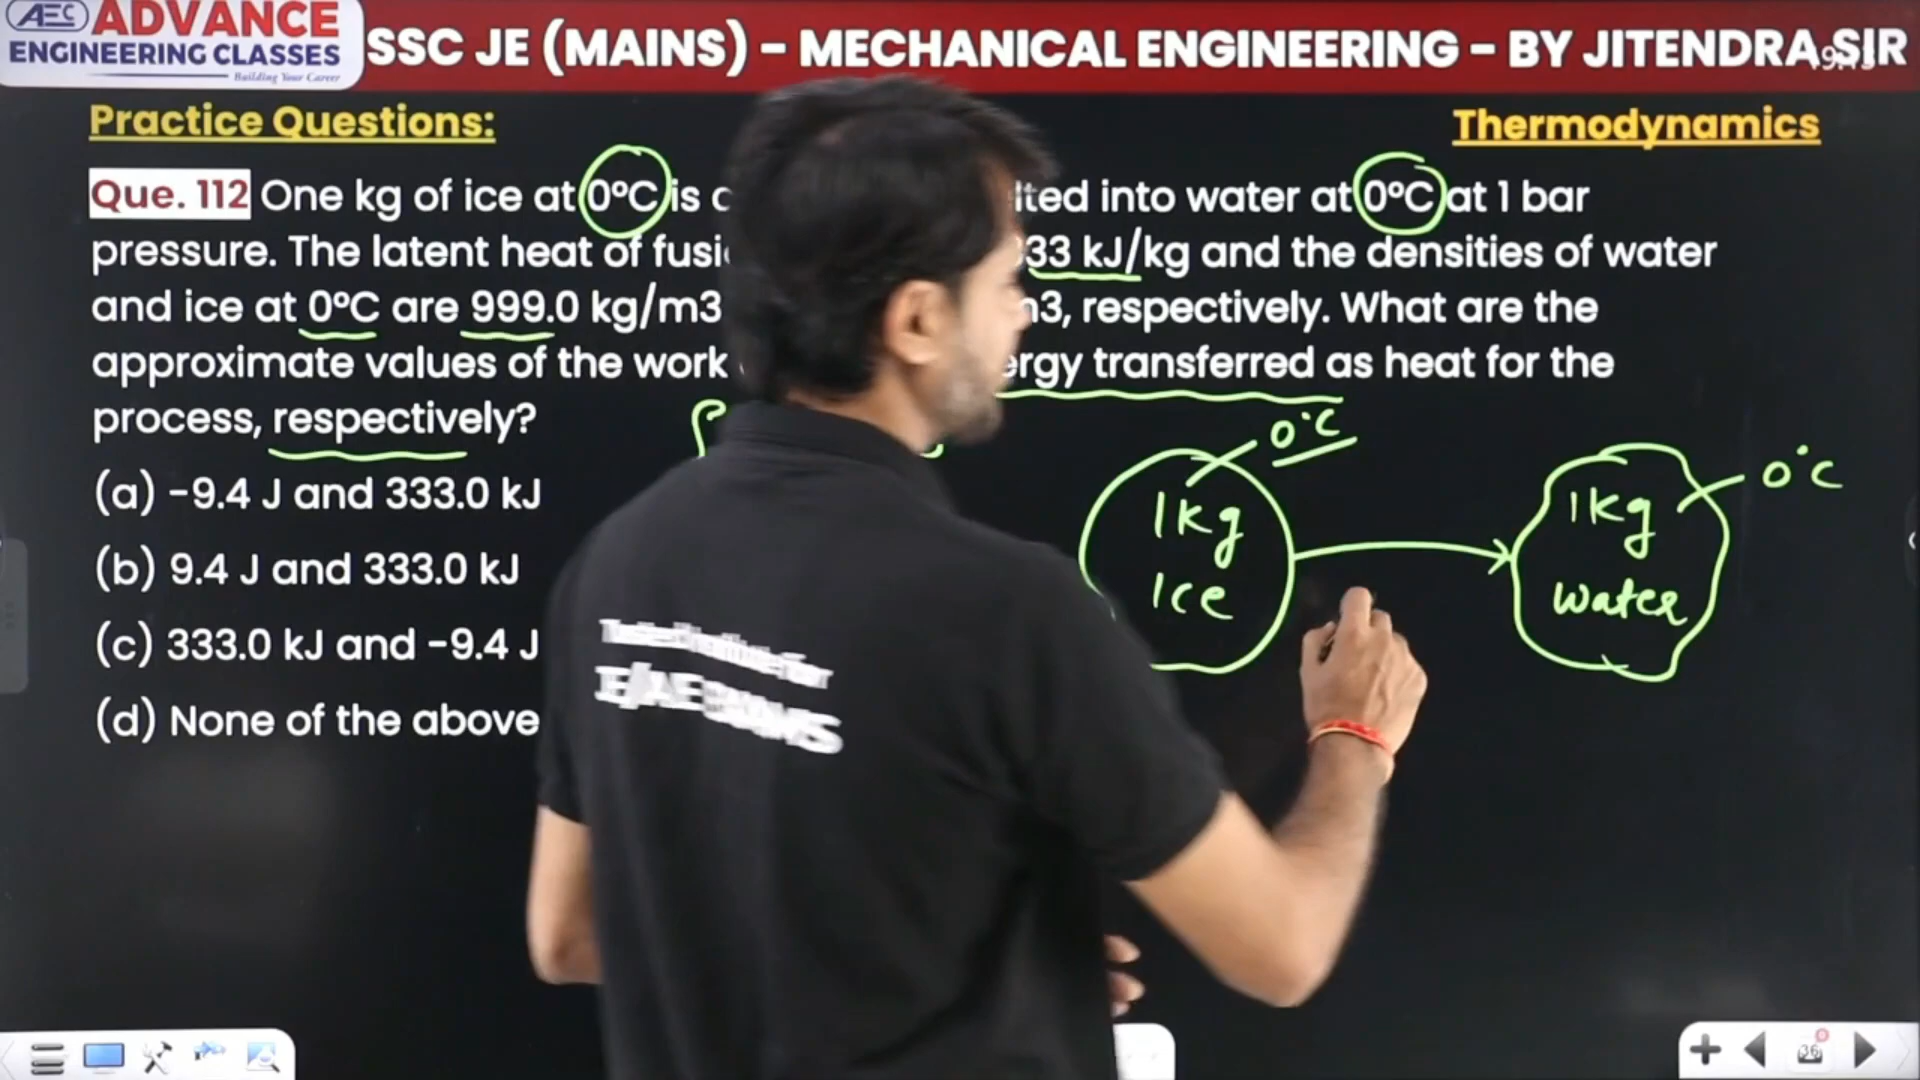 AEC ADVANCE
ENGINEERING CLASSES
Building Your Career
SSC JE (MAINS) - MECHANICAL ENGINEERING - BY JITENDRA SIR
Practice Questions:
Thermodynamics
Que. 112 One kg of ice at 0°C is into water at 0°C at 1 bar
pressure. The latent heat of 33 kJ/kg and the densities of water
and ice at 0°C are 999.0 kg/m3 respectively. What are the
approximate values of the work transferred as heat for the
process, respectively?
0°C
0°C
1kg
Ice
1kg
water
(a) -9.4 J and 333.0 kJ
(b) 9.4 J and 333.0 kJ
(c) 333.0 kJ and -9.4 J
(d) None of the above
JE/AE EXAMS
36